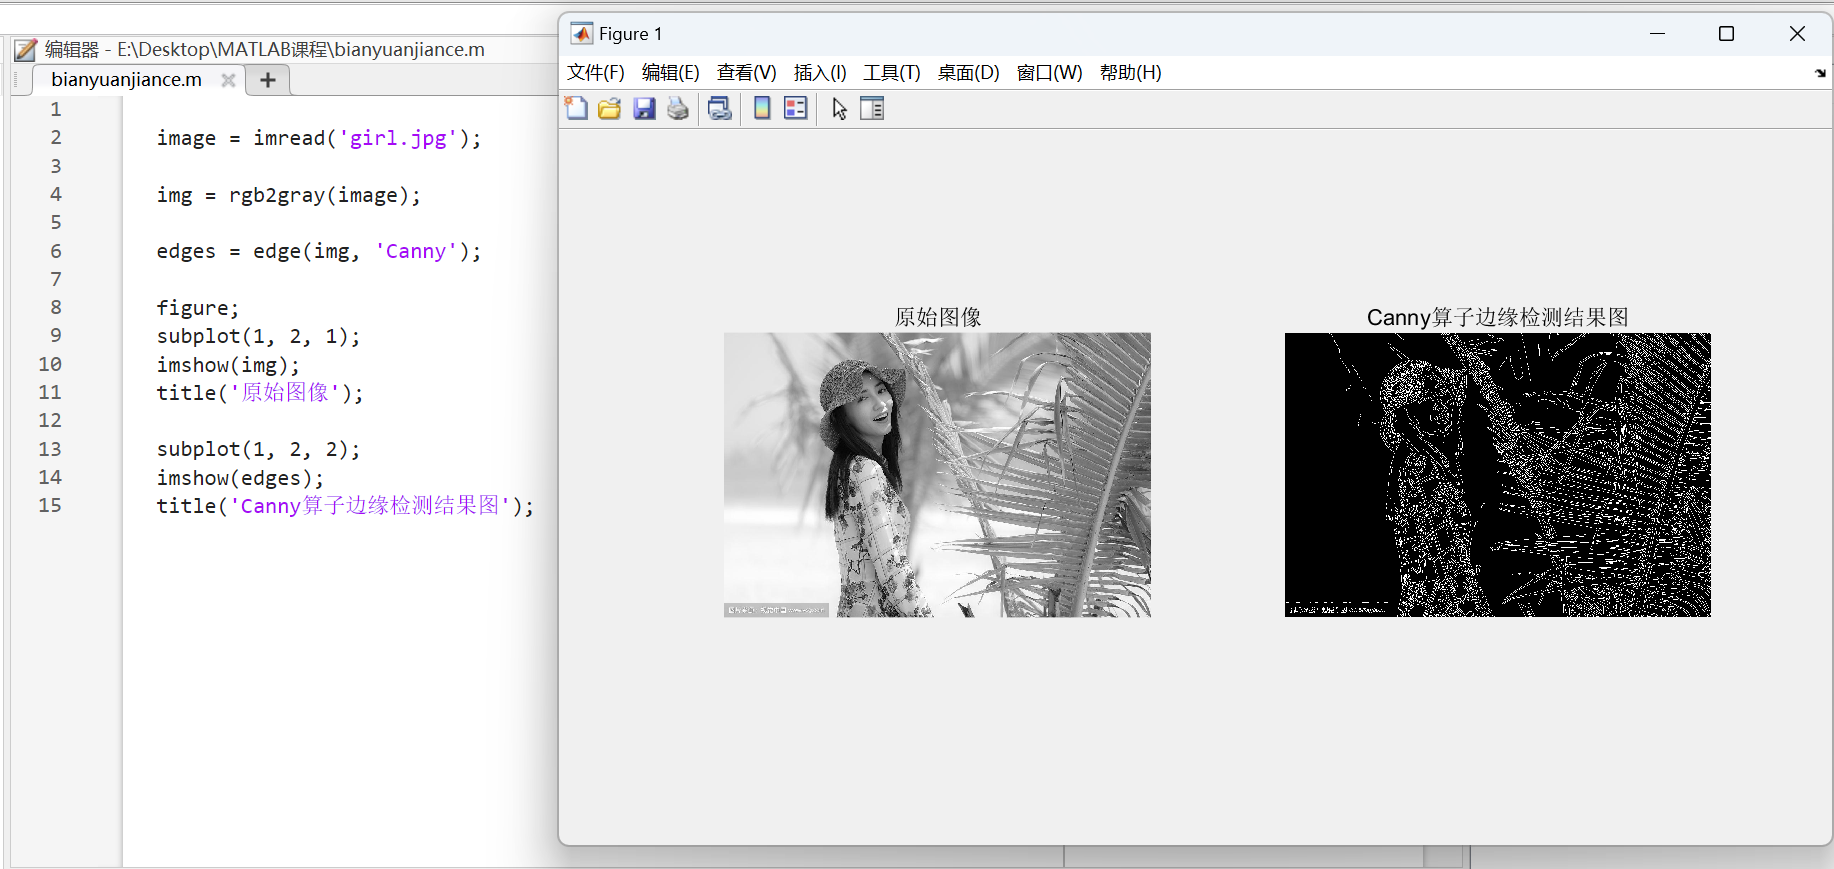 编辑器 - E:\Desktop\MATLAB课程\bianyuanjiance.m
bianyuanjiance.m
1
2 image = imread('girl.jpg');
3
4 img = rgb2gray(image);
5
6 edges = edge(img, 'Canny');
7
8 figure;
9 subplot(1, 2, 1);
10 imshow(img);
11 title('原始图像');
12
13 subplot(1, 2, 2);
14 imshow(edges);
15 title('Canny算子边缘检测结果图');
Figure 1
文件(F) 编辑(E) 查看(V) 插入(I) 工具(T) 桌面(D) 窗口(W) 帮助(H)
原始图像
Canny算子边缘检测结果图